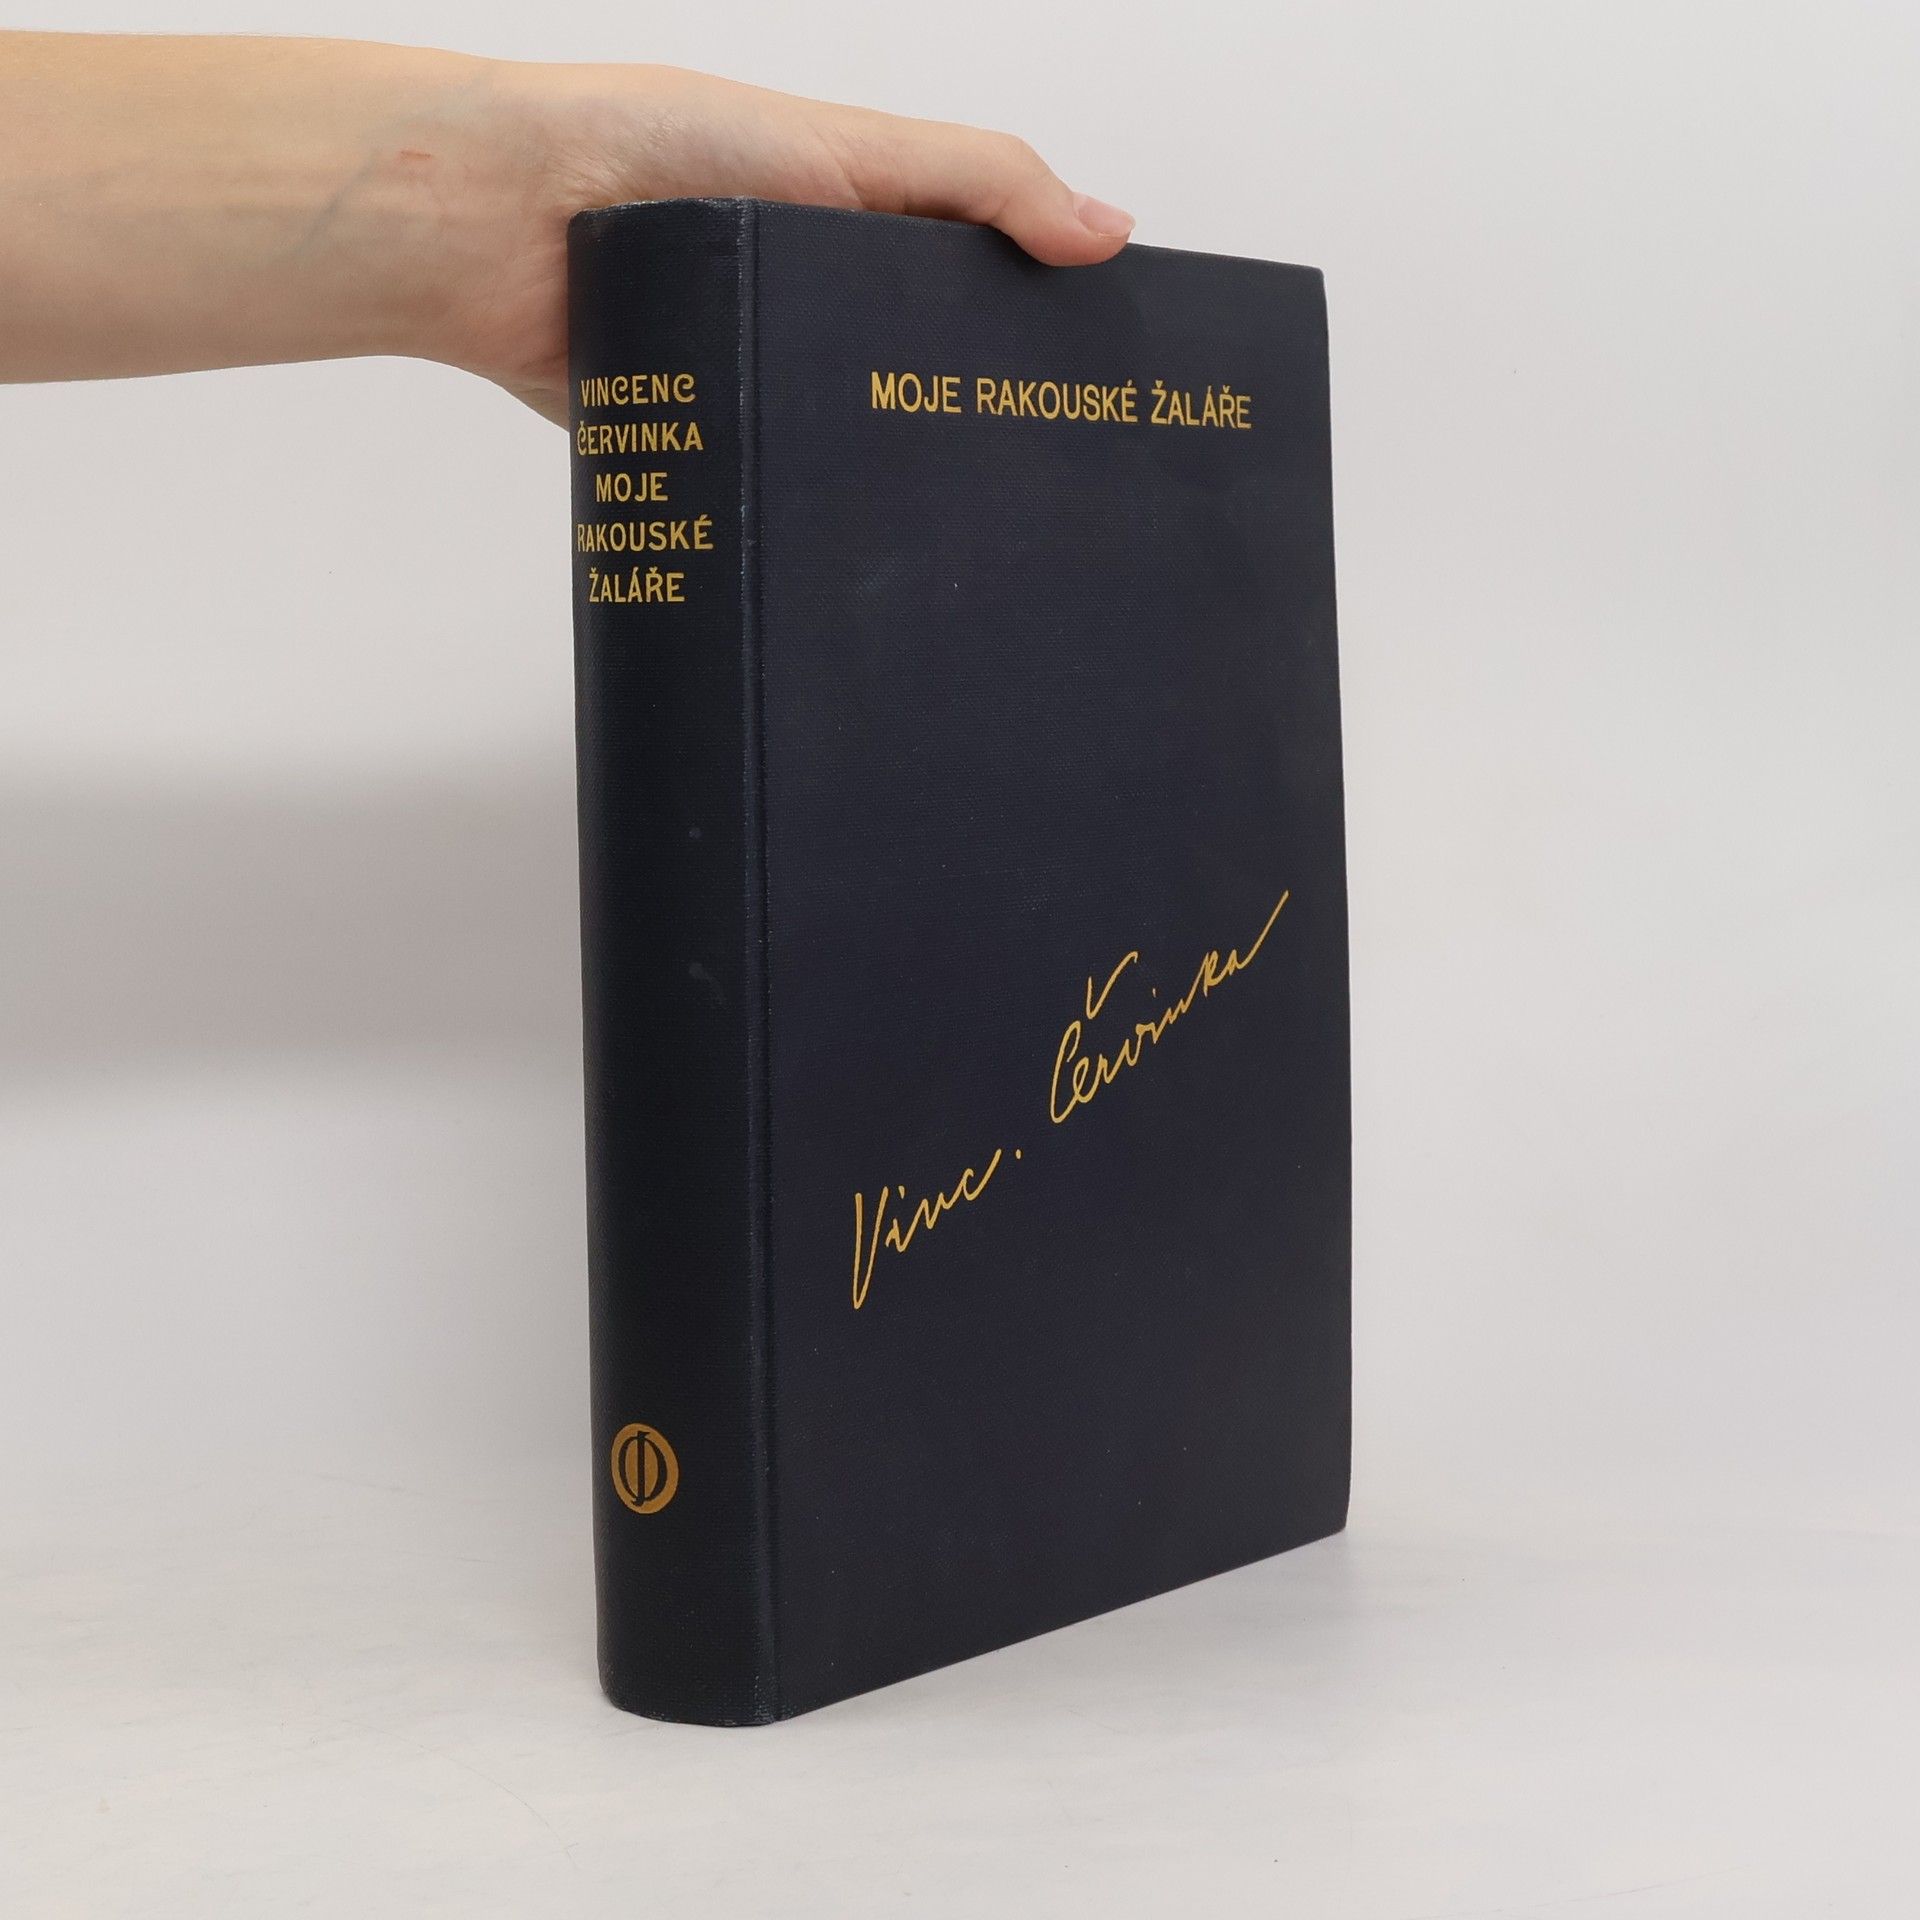 VINCENC
ČERVINKA
MOJE
RAKOUSKÉ
ŽALÁŘE
MOJE RAKOUSKÉ ŽALÁŘE
Vinc. Červinka